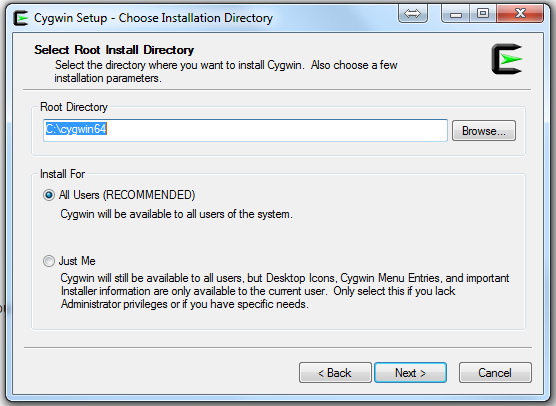 Cygwin Setup - Choose Installation Directory
Select Root Install Directory
Select the directory where you want to install Cygwin. Also choose a few
installation parameters.
Root Directory
C:\cygwin64
Browse...
Install For
All Users (RECOMMENDED)
Cygwin will be available to all users of the system.
Just Me
Cygwin will still be available to all users, but Desktop Icons, Cygwin Menu Entries, and important
Installer information are only available to the current user. Only select this if you lack
Administrator privileges or if you have specific needs.
< Back
Next >
Cancel